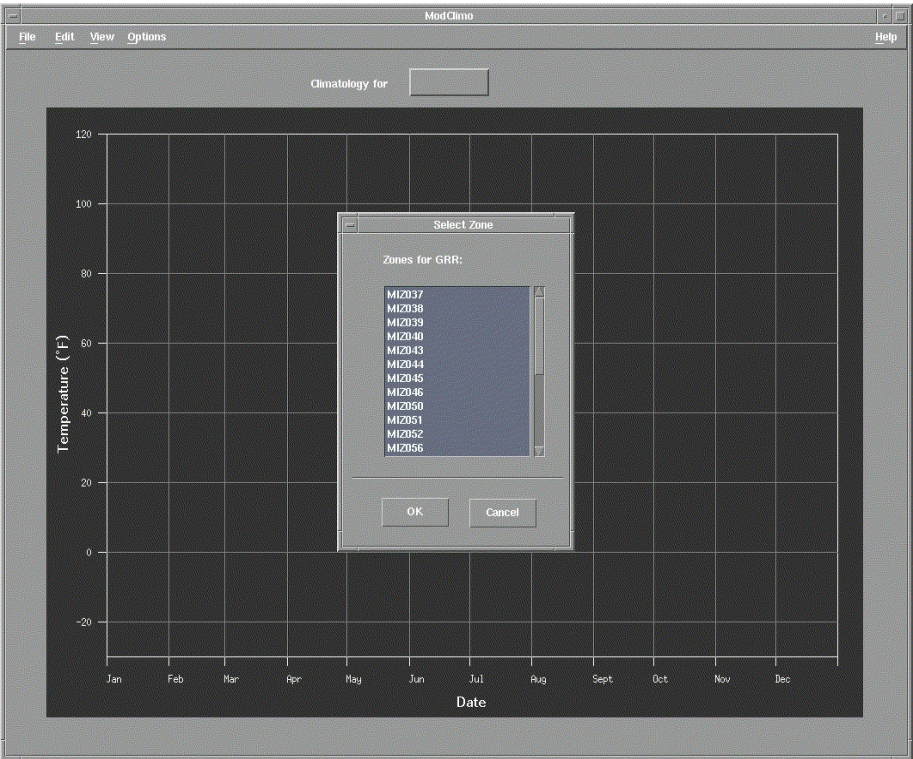 ModClimo
File Edit View Options Help
Climatology for
120
100
80
60
40
20
0
-20
Temperature (°F)
Select Zone
Zones for GRR:
MIZ037
MIZ038
MIZ039
MIZ040
MIZ043
MIZ044
MIZ045
MIZ046
MIZ050
MIZ051
MIZ052
MIZ056
OK Cancel
Jan Feb Mar Apr May Jun Jul Aug Sept Oct Nov Dec
Date